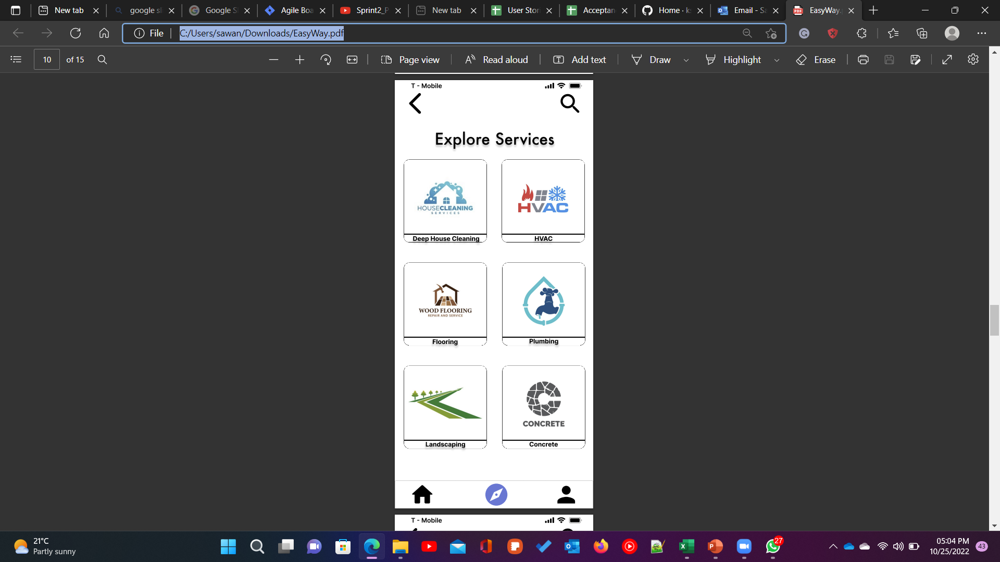 New tab
google sl
Google Sl
Agile Boa
Sprint2_P
New tab
User Stori
Acceptan
Home · ks
Email - Sa
EasyWay.
File
C:/Users/sawan/Downloads/EasyWay.pdf
10 of 15
Page view
Read aloud
Add text
Draw
Highlight
Erase
T - Mobile
Explore Services
HOUSECLEANING
SERVICES
Deep House Cleaning
HVAC
HVAC
WOOD FLOORING
REPAIR AND SERVICE
Flooring
Plumbing
Landscaping
CONCRETE
Concrete
T - Mobile
21°C
Partly sunny
27
05:04 PM
10/25/2022
43